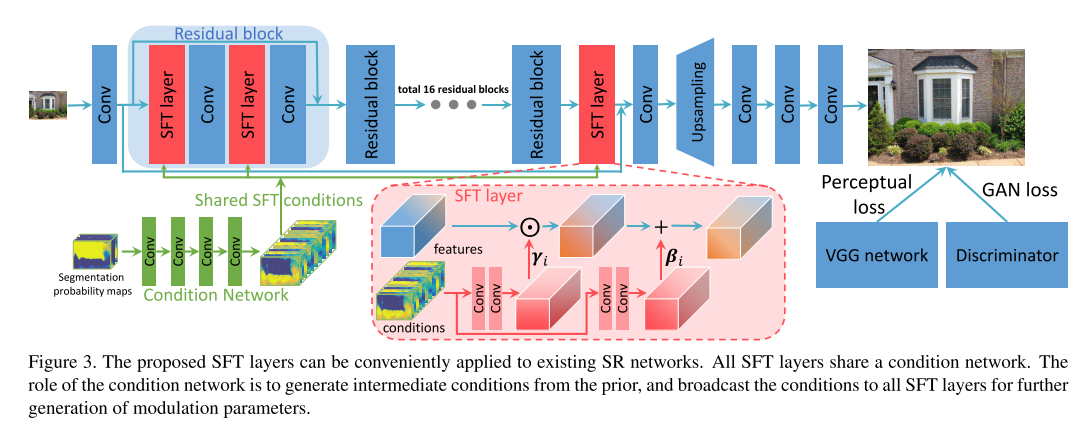 Residual block
Conv
SFT layer
Conv
SFT layer
Conv
Residual block
total 16 residual blocks
Residual block
SFT layer
Conv
Upsampling
Conv
Conv
Conv
Shared SFT conditions
Segmentation
probability maps
Conv
Conv
Conv
Conv
Condition Network
SFT layer
features
⊙
+
γi
βi
conditions
Conv
Conv
Conv
Conv
Perceptual
loss
GAN loss
VGG network
Discriminator
Figure 3. The proposed SFT layers can be conveniently applied to existing SR networks. All SFT layers share a condition network. The
role of the condition network is to generate intermediate conditions from the prior, and broadcast the conditions to all SFT layers for further
generation of modulation parameters.